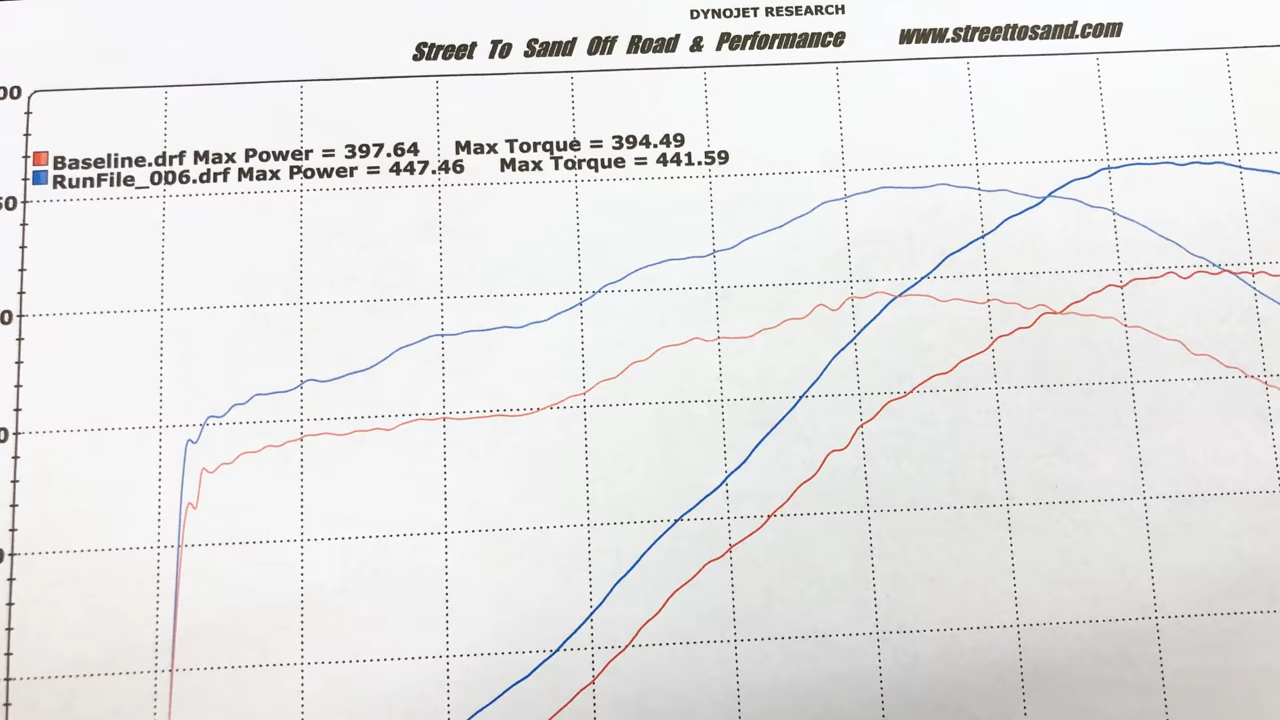 DYNOJET RESEARCH
Street To Sand Off Road & Performance www.streettosand.com
Baseline.drf Max Power = 397.64 Max Torque = 394.49
RunFile_006.drf Max Power = 447.46 Max Torque = 441.59